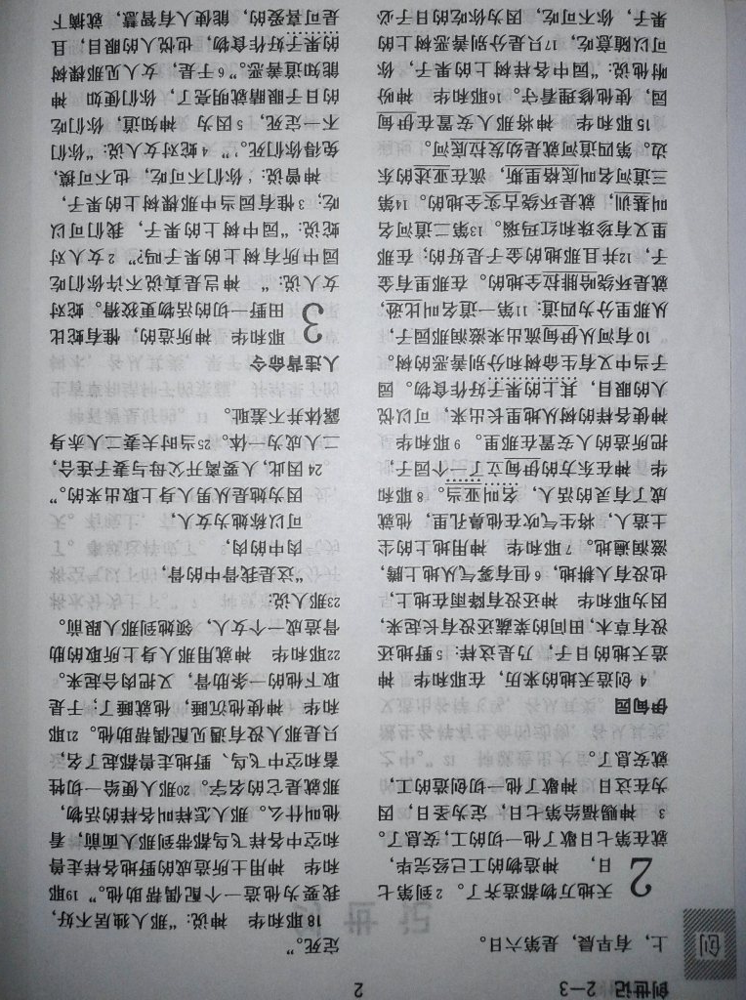 创世记 2—3
2
创
上，有早晨，是第六日。
2 天地万物都造齐了。2 到第七
日，　神造物的工已经完毕，
就在第七日歇了他一切的工，安息了。
3　神赐福给第七日，定为圣日，因
为在这日　神歇了他一切创造的工，
就安息了。
伊甸园
4 创造天地的来历，在耶和华　神
造天地的日子，乃是这样：5 野地还
没有草木，田间的菜蔬还没有长起来，
因为耶和华　神还没有降雨在地上，
也没有人耕地，6 但有雾气从地上腾，
滋润遍地。7 耶和华　神用地上的尘
土造人，将生气吹在他鼻孔里，他就
成了有灵的活人，名叫亚当。8 耶和
华　神在东方的伊甸立了一个园子，
把所造的人安置在那里。9 耶和华　
神使各样的树从地里长出来，可以悦
人的眼目，其上的果子好作食物。园
子当中又有生命树和分别善恶的树。
10 有河从伊甸流出来滋润那园子，
从那里分为四道：11第一道名叫比逊，
就是环绕哈腓拉全地的。在那里有金
子，12并且那地的金子是好的；在那
里又有珍珠和红玛瑙。13第二道河名
叫基训，就是环绕古实全地的。14第
三道河名叫底格里斯，流在亚述的东
边。第四道河就是幼发拉底河。
15 耶和华　神将那人安置在伊甸
园，使他修理看守。16耶和华　神吩
咐他说：“园中各样树上的果子，你
可以随意吃，17只是分别善恶树上的
果子，你不可吃，因为你吃的日子必
定死。”
18 耶和华　神说：“那人独居不好，
我要为他造一个配偶帮助他。”19耶
和华　神用土所造成的野地各样走兽
和空中各样飞鸟都带到那人面前，看
他叫什么。那人怎样叫各样的活物，
那就是它的名字。20那人便给一切牲
畜和空中飞鸟、野地走兽都起了名，
只是那人没有遇见配偶帮助他。21耶
和华　神使他沉睡，他就睡了；于是
取下他的一条肋骨，又把肉合起来。
22耶和华　神就用那人身上所取的肋
骨造成一个女人，领她到那人跟前。
23那人说：
“这是我骨中的骨，
肉中的肉，
可以称她为女人，
因为她是从男人身上取出来的。”
24 因此，人要离开父母与妻子连合，
二人成为一体。25当时夫妻二人赤身
露体并不羞耻。
人违背命令
3 耶和华　神所造的，惟有蛇比
田野一切的活物更狡猾。蛇对
女人说：“　神岂是真说不许你们吃
园中所有树上的果子吗？”2 女人对
蛇说：“园中树上的果子，我们可以
吃，3 惟有园当中那棵树上的果子，
　神曾说：‘你们不可吃，也不可摸，
免得你们死。’”4 蛇对女人说：“你们
不一定死，5 因为　神知道，你们吃
的日子眼睛就明亮了，你们便如　神
能知道善恶。”6 于是，女人见那棵树
的果子好作食物，也悦人的眼目，且
是可喜爱的，能使人有智慧，就摘下